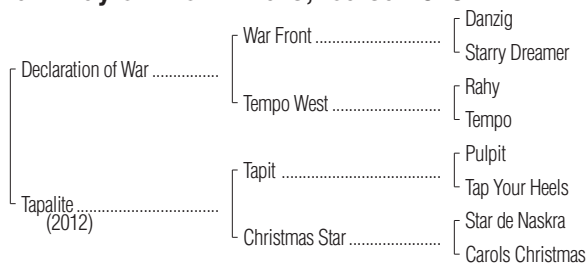 Declaration of War
War Front
Danzig
Starry Dreamer
Tempo West
Rahy
Tempo
Tapalite
(2012)
Tapit
Pulpit
Tap Your Heels
Christmas Star
Star de Naskra
Carols Christmas